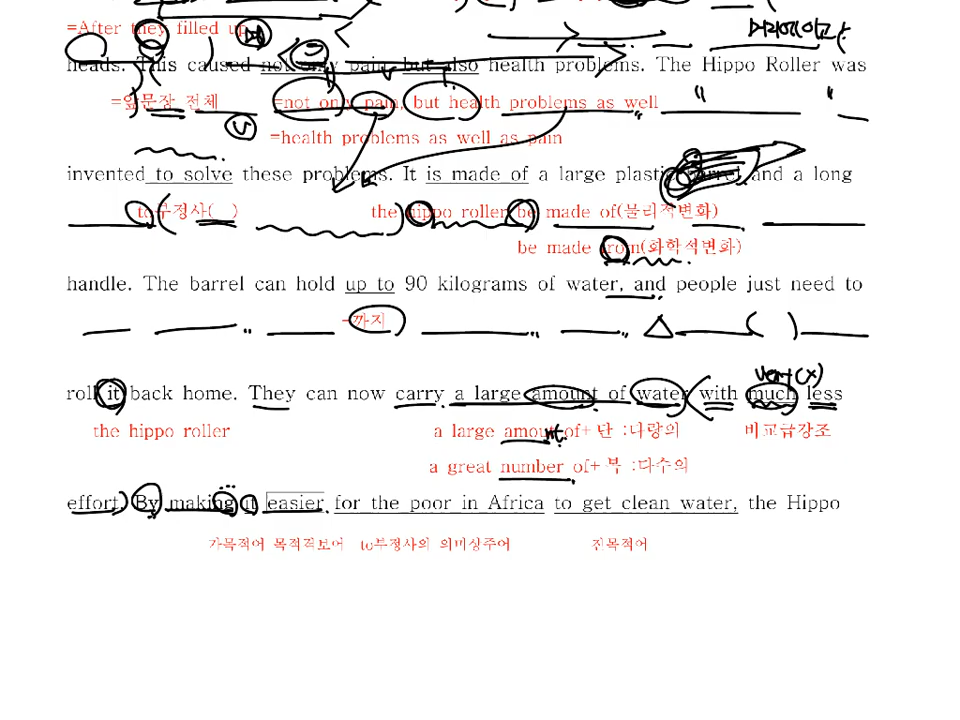 =After they filled up
heads. This caused not only pain, but also health problems. The Hippo Roller was
=앞문장 전체 =not only pain, but health problems as well
=health problems as well as pain
invented to solve these problems. It is made of a large plastic barrel and a long
to부정사( ) the hippo roller be made of(물리적변화)
be made from(화학석변화)
handle. The barrel can hold up to 90 kilograms of water, and people just need to
=까지
very(X)
roll it back home. They can now carry a large amount of water with much less
the hippo roller a large amount of+ 단 :다량의 비교급강조
a great number of+ 복 :다수의
effort. By making it easier for the poor in Africa to get clean water, the Hippo
가목적어 목적격보어 to부정사의 의미상주어 진목적어